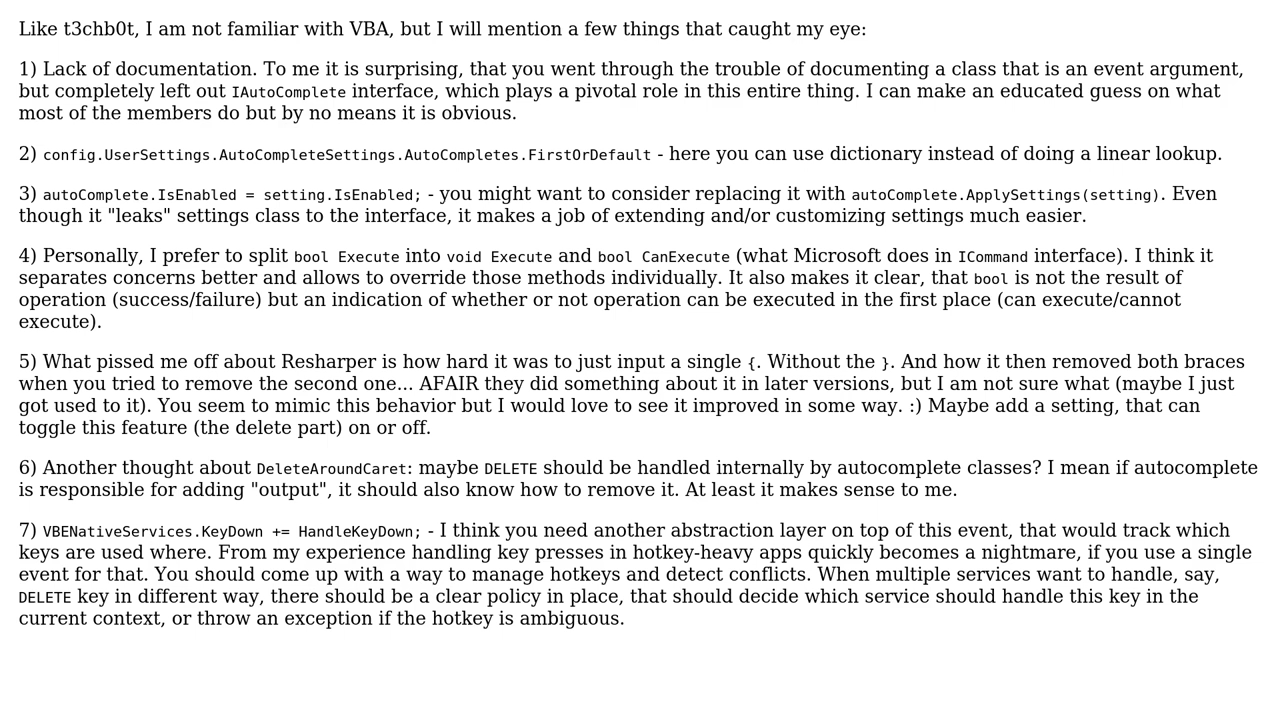 Like t3chb0t, I am not familiar with VBA, but I will mention a few things that caught my eye:
1) Lack of documentation. To me it is surprising, that you went through the trouble of documenting a class that is an event argument,
but completely left out IAutoComplete interface, which plays a pivotal role in this entire thing. I can make an educated guess on what
most of the members do but by no means it is obvious.
2) config.UserSettings.AutoCompleteSettings.AutoCompletes.FirstOrDefault - here you can use dictionary instead of doing a linear lookup.
3) autoComplete.IsEnabled = setting.IsEnabled; - you might want to consider replacing it with autoComplete.ApplySettings(setting). Even
though it "leaks" settings class to the interface, it makes a job of extending and/or customizing settings much easier.
4) Personally, I prefer to split bool Execute into void Execute and bool CanExecute (what Microsoft does in ICommand interface). I think it
separates concerns better and allows to override those methods individually. It also makes it clear, that bool is not the result of
operation (success/failure) but an indication of whether or not operation can be executed in the first place (can execute/cannot
execute).
5) What pissed me off about Resharper is how hard it was to just input a single {. Without the }. And how it then removed both braces
when you tried to remove the second one... AFAIR they did something about it in later versions, but I am not sure what (maybe I just
got used to it). You seem to mimic this behavior but I would love to see it improved in some way. :) Maybe add a setting, that can
toggle this feature (the delete part) on or off.
6) Another thought about DeleteAroundCaret: maybe DELETE should be handled internally by autocomplete classes? I mean if autocomplete
is responsible for adding "output", it should also know how to remove it. At least it makes sense to me.
7) VBENativeServices.KeyDown += HandleKeyDown; - I think you need another abstraction layer on top of this event, that would track which
keys are used where. From my experience handling key presses in hotkey-heavy apps quickly becomes a nightmare, if you use a single
event for that. You should come up with a way to manage hotkeys and detect conflicts. When multiple services want to handle, say,
DELETE key in different way, there should be a clear policy in place, that should decide which service should handle this key in the
current context, or throw an exception if the hotkey is ambiguous.